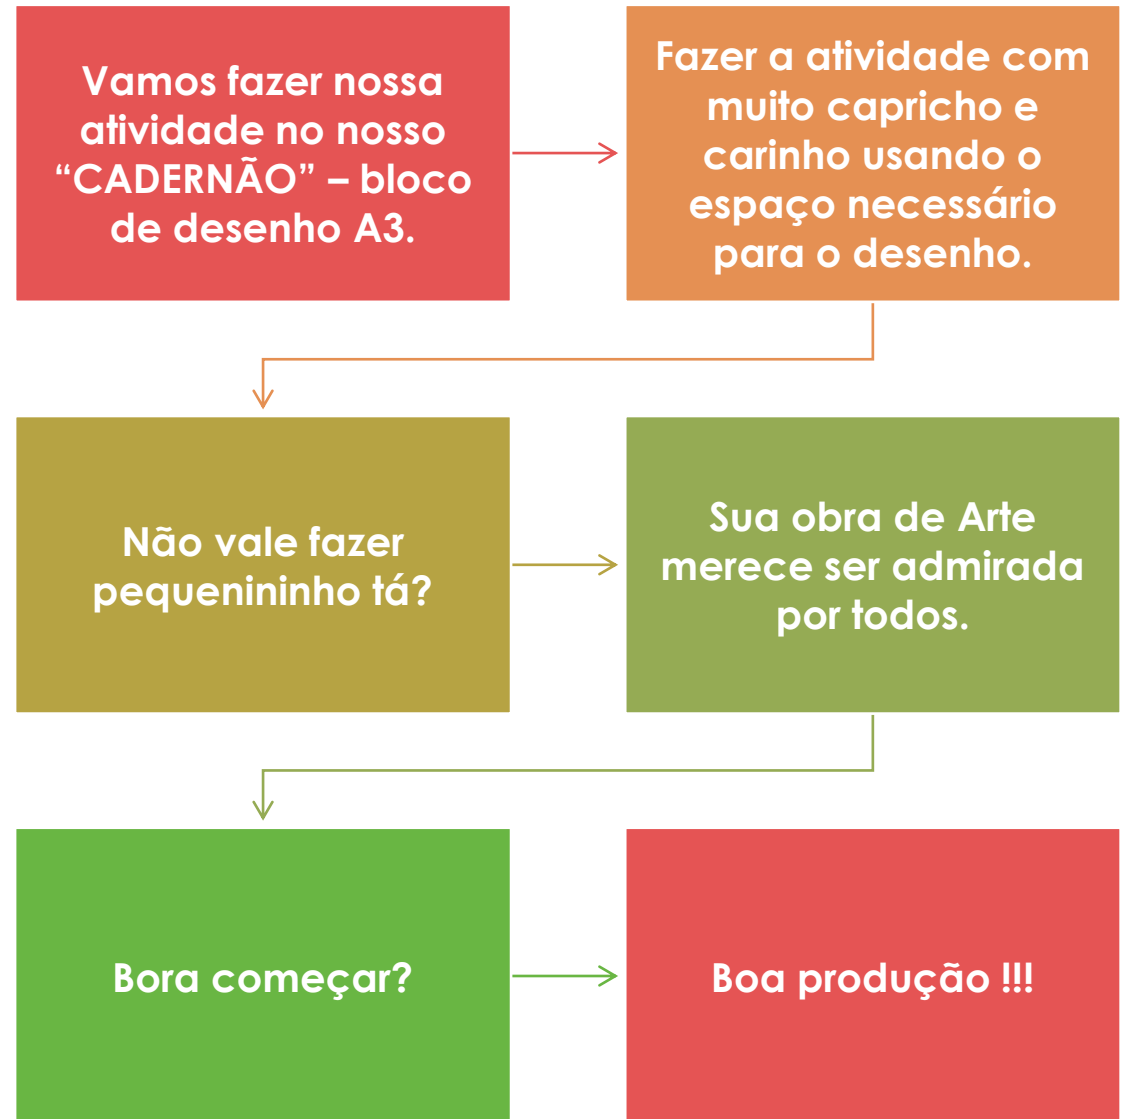 Vamos fazer nossa
atividade no nosso
“CADERNÃO” – bloco
de desenho A3.
Fazer a atividade com
muito capricho e
carinho usando o
espaço necessário
para o desenho.
Não vale fazer
pequenininho tá?
Sua obra de Arte
merece ser admirada
por todos.
Bora começar?
Boa produção !!!